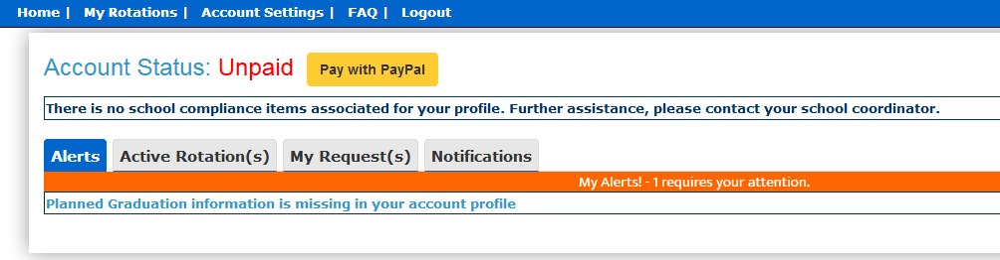 Home | My Rotations | Account Settings | FAQ | Logout
Account Status: Unpaid Pay with PayPal
There is no school compliance items associated for your profile. Further assistance, please contact your school coordinator.
Alerts Active Rotation(s) My Request(s) Notifications
My Alerts! - 1 requires your attention.
Planned Graduation information is missing in your account profile